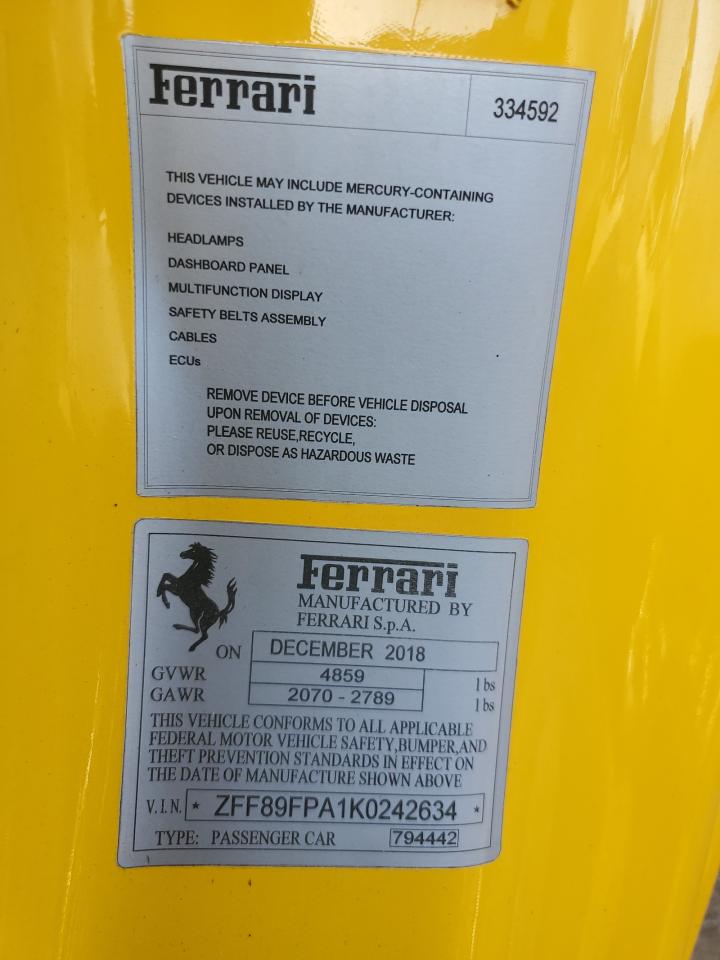 Ferrari
334592
THIS VEHICLE MAY INCLUDE MERCURY-CONTAINING
DEVICES INSTALLED BY THE MANUFACTURER:
HEADLAMPS
DASHBOARD PANEL
MULTIFUNCTION DISPLAY
SAFETY BELTS ASSEMBLY
CABLES
ECUs
REMOVE DEVICE BEFORE VEHICLE DISPOSAL
UPON REMOVAL OF DEVICES:
PLEASE REUSE,RECYCLE,
OR DISPOSE AS HAZARDOUS WASTE
Ferrari
MANUFACTURED BY
FERRARI S.p.A.
ON DECEMBER 2018
GVWR 4859 lbs
GAWR 2070 - 2789 lbs
THIS VEHICLE CONFORMS TO ALL APPLICABLE
FEDERAL MOTOR VEHICLE SAFETY,BUMPER,AND
THEFT PREVENTION STANDARDS IN EFFECT ON
THE DATE OF MANUFACTURE SHOWN ABOVE
V.I.N. * ZFF89FPA1K0242634 *
TYPE: PASSENGER CAR 794442